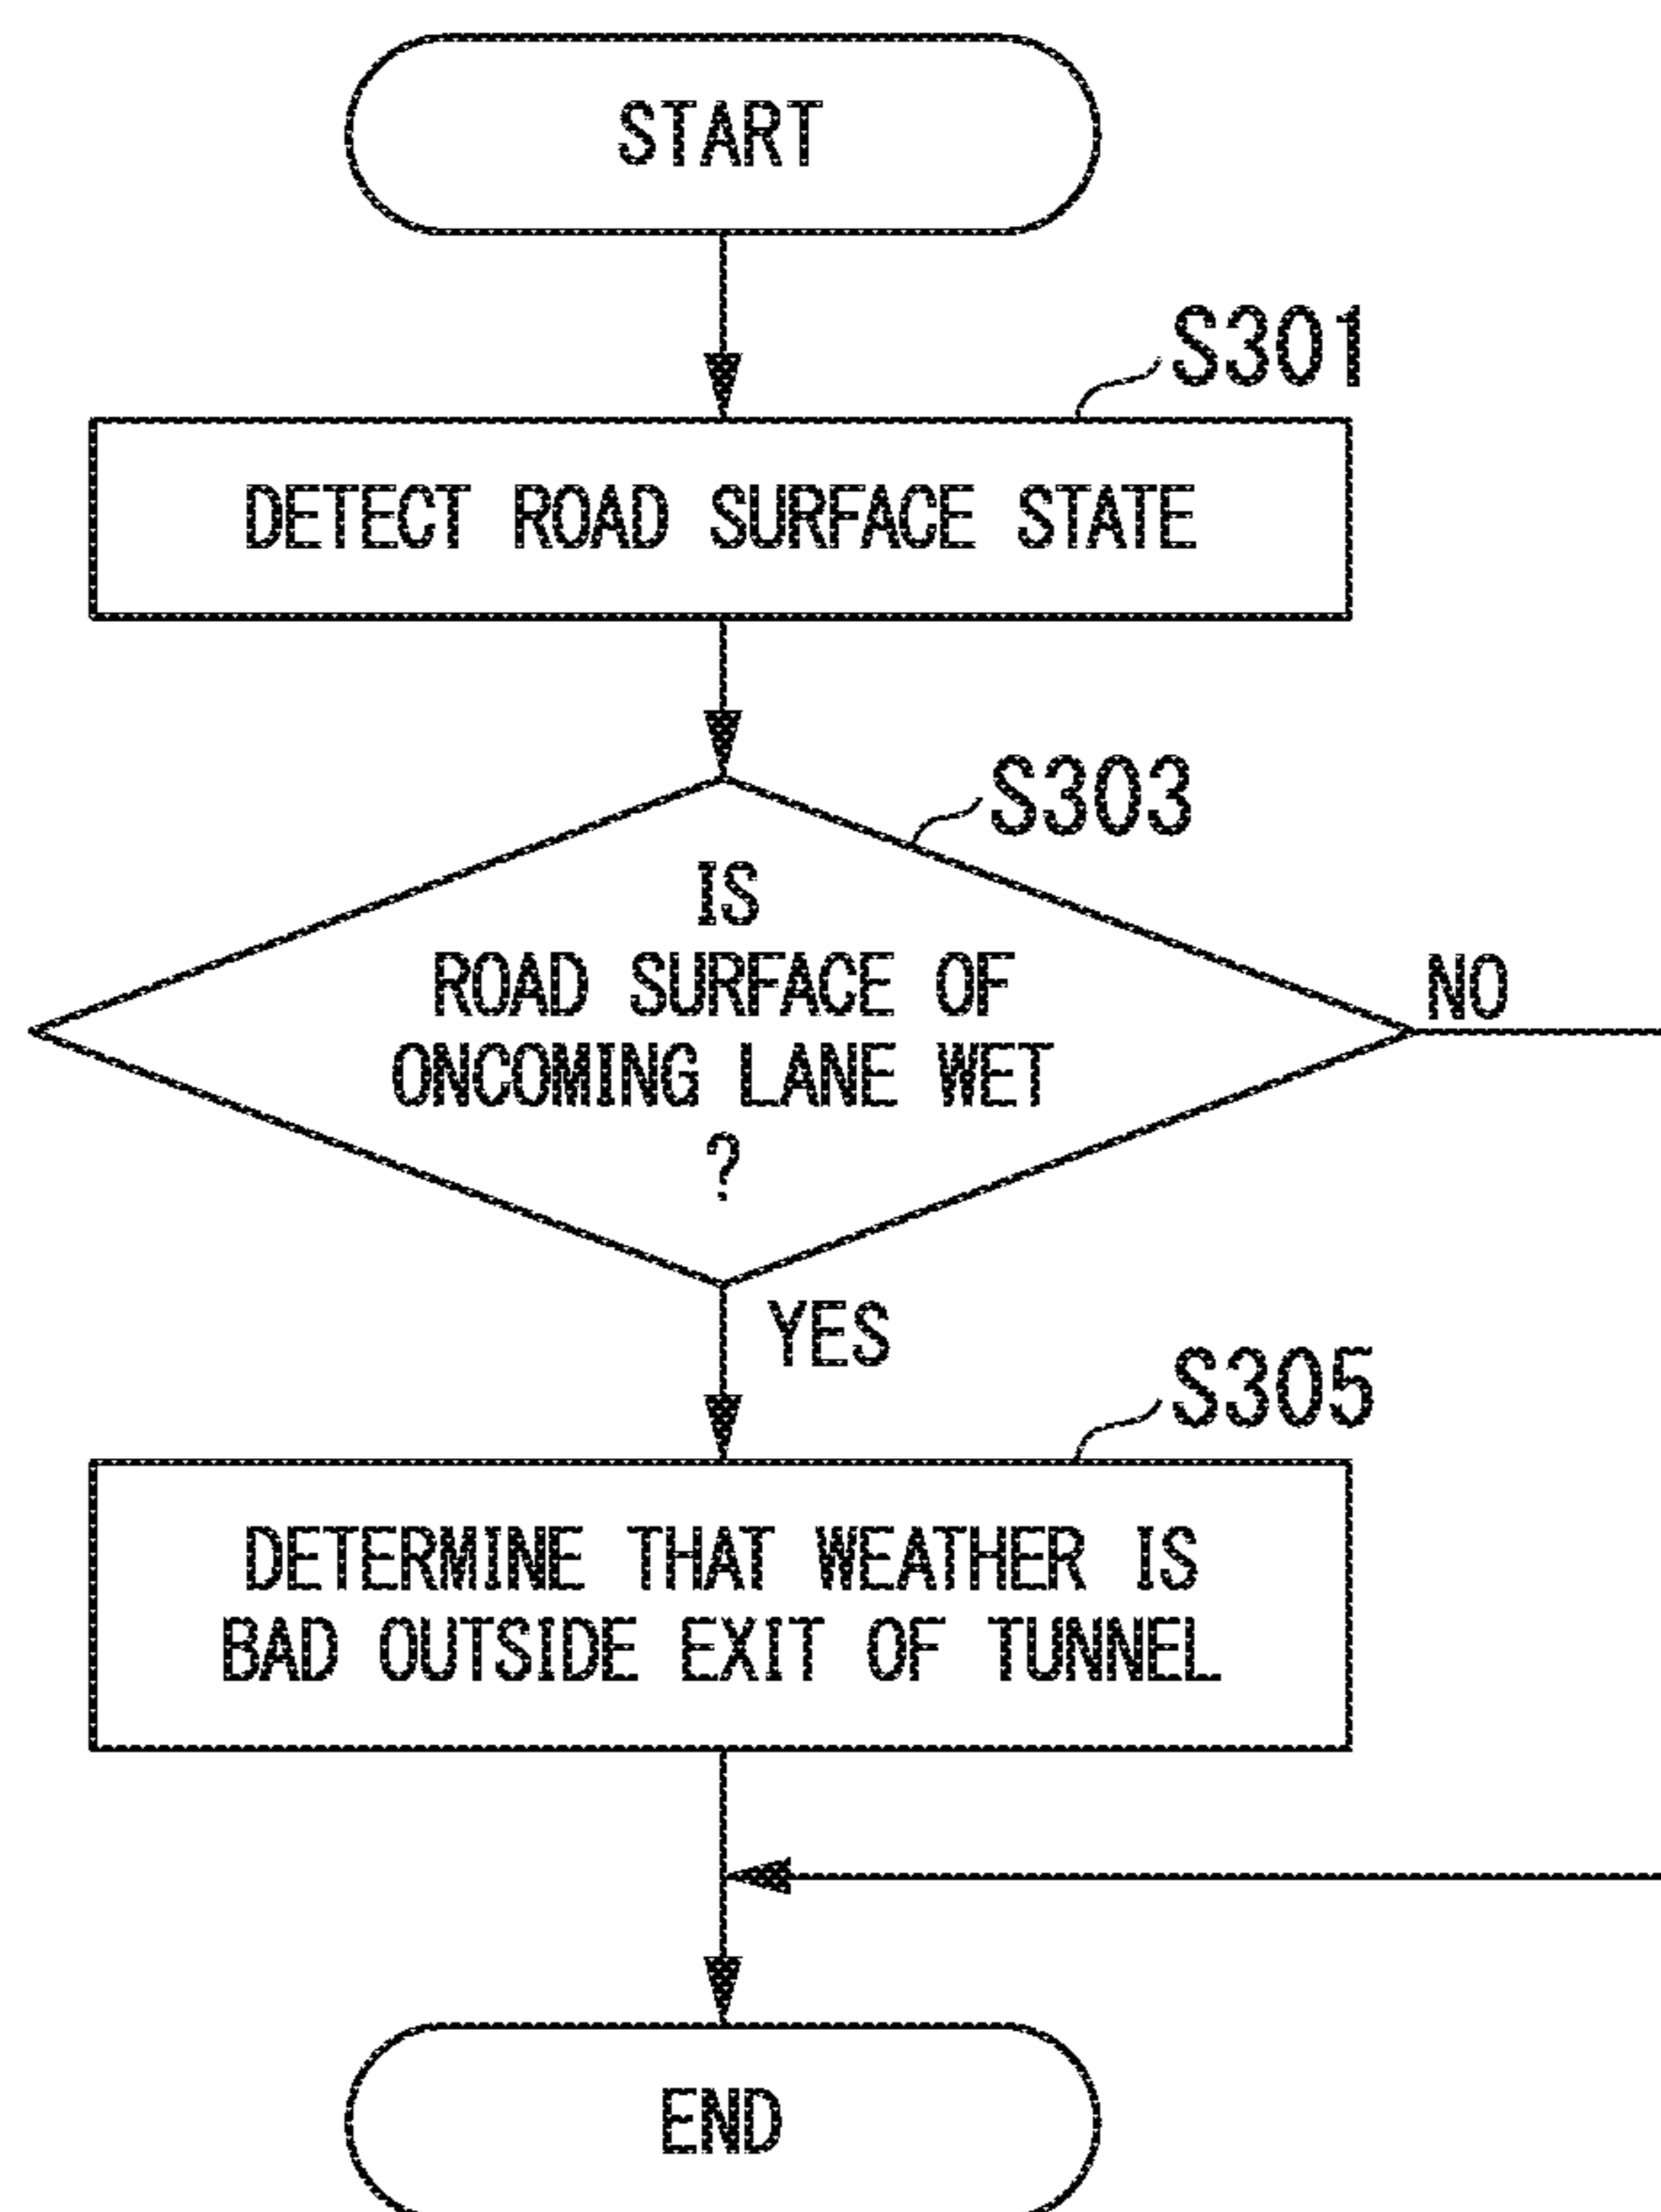 START
S301
DETECT ROAD SURFACE STATE
S303
IS
ROAD SURFACE OF
ONCOMING LANE WET
?
NO
YES
S305
DETERMINE THAT WEATHER IS
BAD OUTSIDE EXIT OF TUNNEL
END